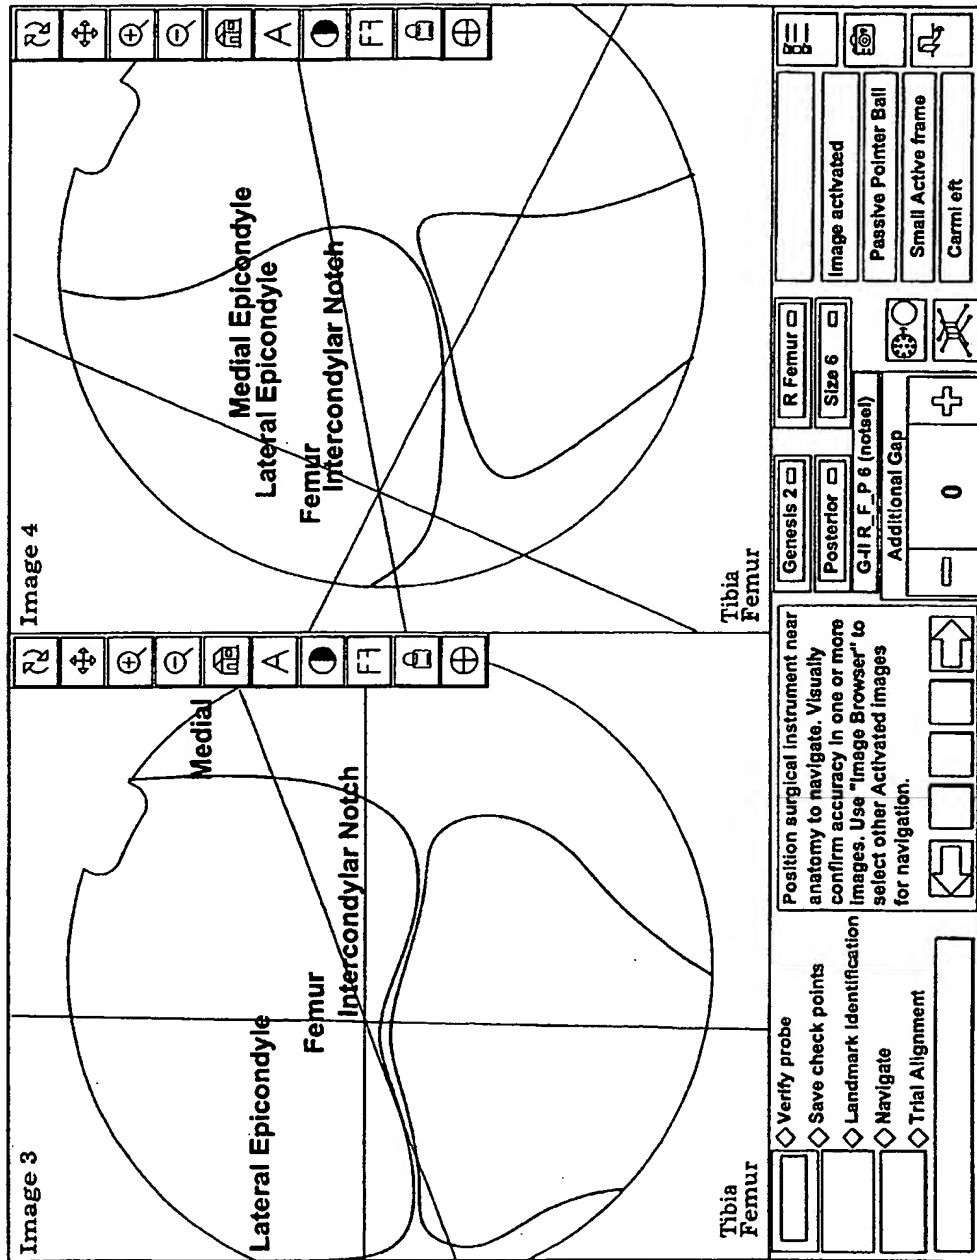 Image 3
Medial
Lateral Epicondyle
Femur
Intercondylar Notch
Tibia
Femur
A
Image 4
Medial Epicondyle
Lateral Epicondyle
Femur
Intercondylar Notch
Tibia
Femur
A
Verify probe
Save check points
Landmark Identification
Navigate
Trial Alignment
Position surgical instrument near
anatomy to navigate. Visually
confirm accuracy in one or more
images. Use "Image Browser" to
select other Activated images
for navigation.
Genesis 2
R Femur
Posterior
Size 6
G-II R_F_P 6 (notsel)
Additional Gap
0
Image activated
Passive Pointer Ball
Small Active frame
Carml eft